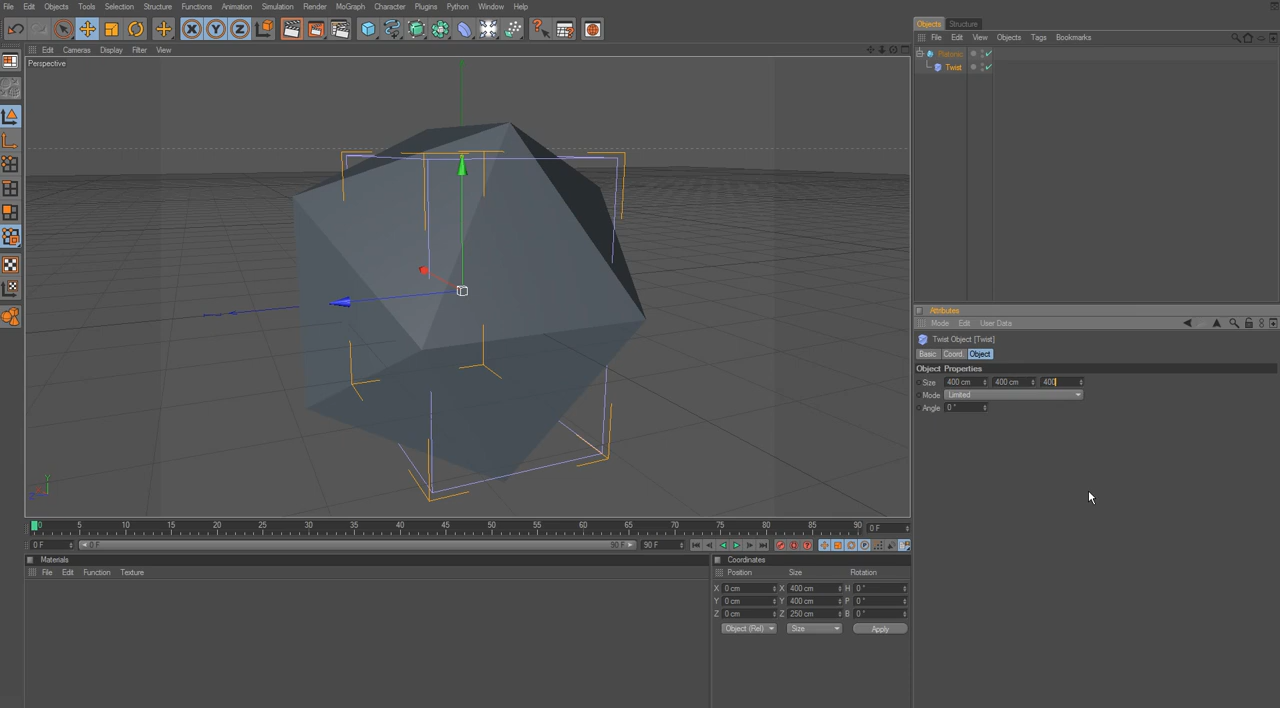 File Edit Objects Tools Selection Structure Functions Animation Simulation Render MoGraph Character Plugins Python Window Help
Objects Structure
File Edit View Objects Tags Bookmarks
Edit Cameras Display Filter View
Perspective
Platonic
Twist
X Y Z
Attributes
Mode Edit User Data
Twist Object [Twist]
Basic Coord. Object
Object Properties
Size 400 cm 400 cm 400
Mode Limited
Angle 0 °
Y
Z
0 5 10 15 20 25 30 35 40 45 50 55 60 65 70 75 80 85 90 0 F
0 F 0 F 90 F 90 F
Materials
File Edit Function Texture
Coordinates
Position Size Rotation
X 0 cm X 400 cm H 0 °
Y 0 cm Y 400 cm P 0 °
Z 0 cm Z 250 cm B 0 °
Object (Rel) Size Apply